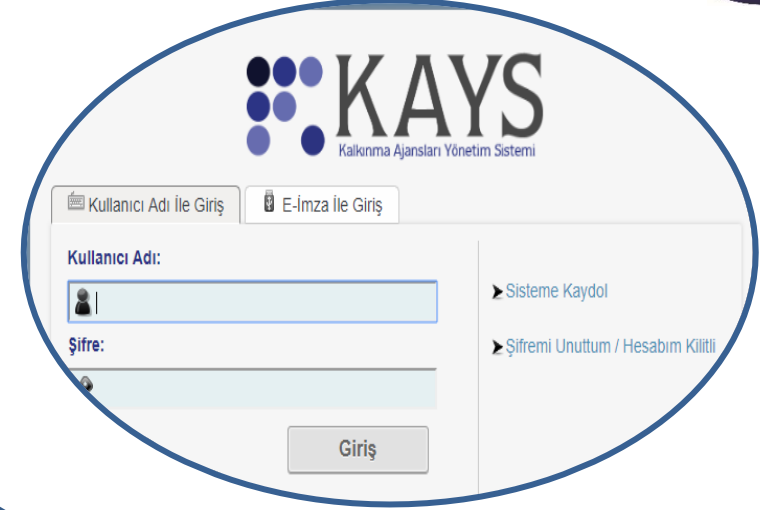 KAYS
Kalkınma Ajansları Yönetim Sistemi
Kullanıcı Adı İle Giriş
E-İmza İle Giriş
Kullanıcı Adı:
Sisteme Kaydol
Şifre:
Şifremi Unuttum / Hesabım Kilitli
Giriş